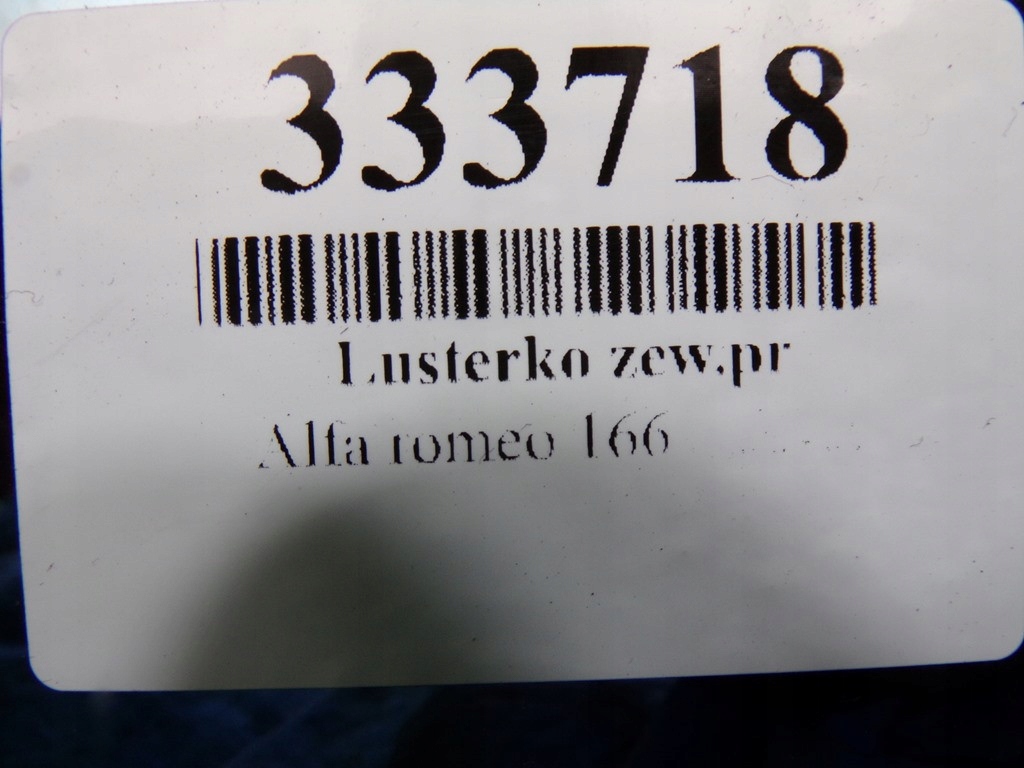 333718
Lusterko zew.pr
Alfa romeo 166